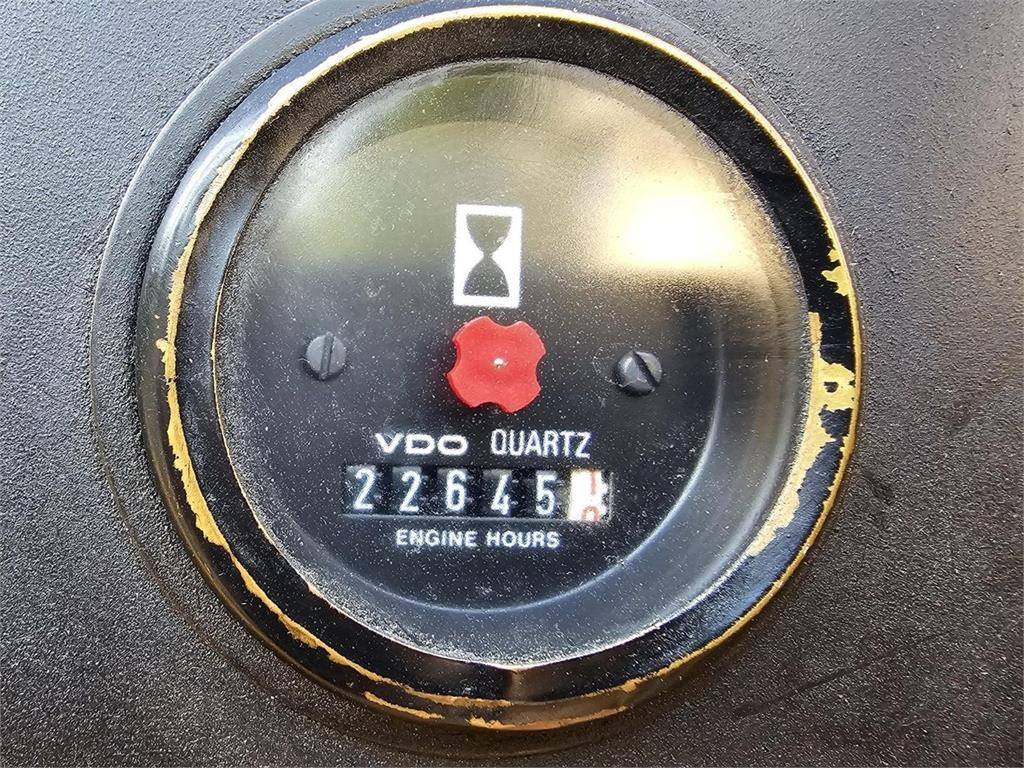 VDO QUARTZ
22645
ENGINE HOURS